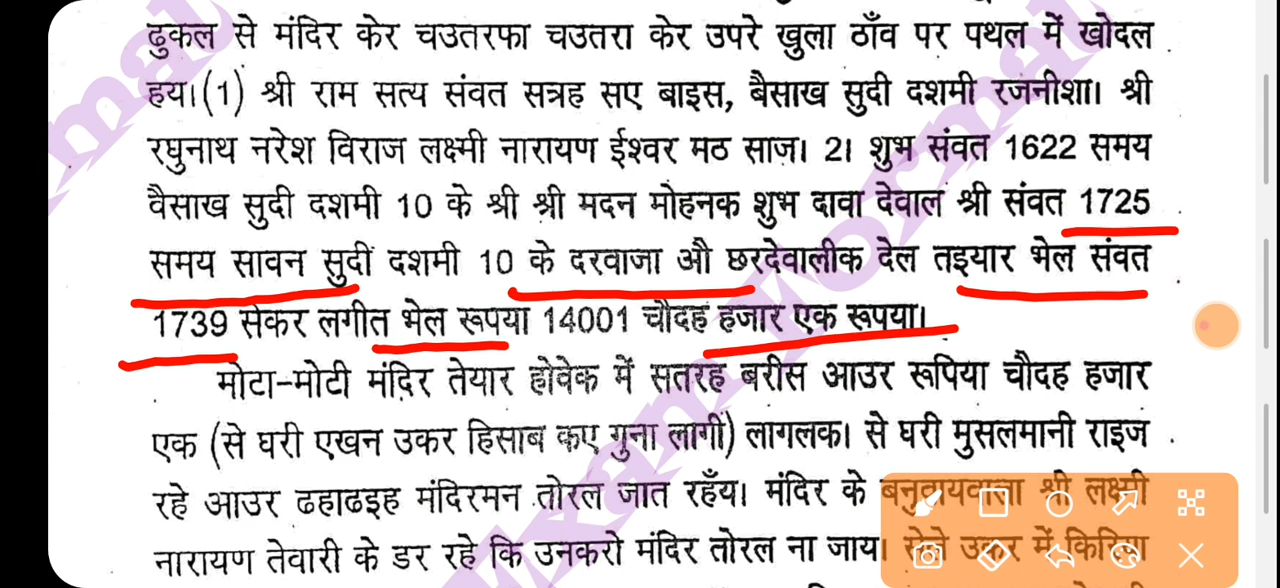 ढुकल से मंदिर केर चउतरफा चउतरा केर उपरे खुला ठाँव पर पथल में खोदल
हय।(1) श्री राम सत्य संवत सत्रह सए बाइस, बैसाख सुदी दशमी रजनीशा। श्री
रघुनाथ नरेश विराज लक्ष्मी नारायण ईश्वर मठ साज। 2। शुभ संवत 1622 समय
वैसाख सुदी दशमी 10 के श्री श्री मदन मोहनक शुभ दावा देवाल श्री संवत 1725
समय सावन सुदी दशमी 10 के दरवाजा औ छरदेवालीक देल तइयार भेल संवत
1739 सेकर लगीत भेल रूपया 14001 चौदह हजार एक रूपया।
मोटा-मोटी मंदिर तेयार होवेक में सतरह बरीस आउर रूपिया चौदह हजार
एक (से घरी एखन उकर हिसाब कए गुना लागी) लागलक। से घरी मुसलमानी राइज
रहे आउर ढहाढइह मंदिरमन तोरल जात रहँय। मंदिर के बनुवायवाला श्री लक्ष्मी
नारायण तेवारी के डर रहे कि उनकरो मंदिर तोरल ना जाय। सेले उकर में किरिया